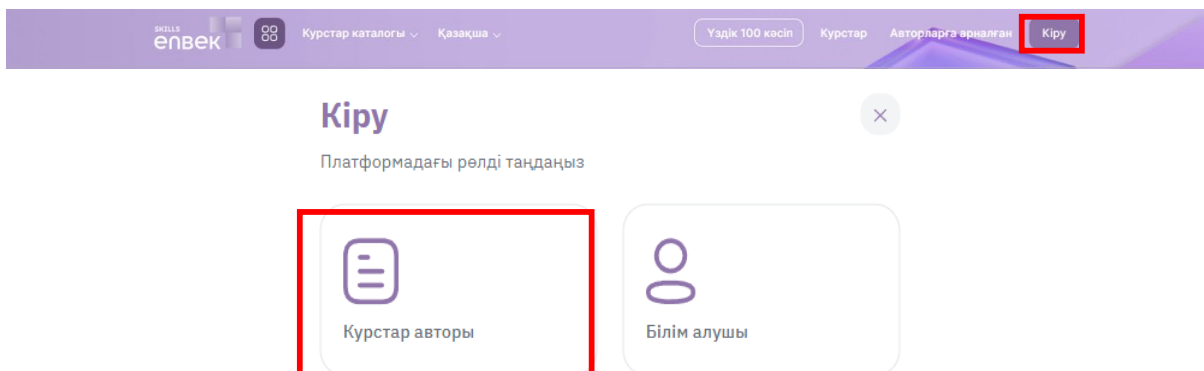 SKILLS
enbek
Курстар каталогы
Қазақша
Үздік 100 кәсіп
Курстар
Авторларға арналған
Кіру
Кіру
Платформадағы рөлді таңдаңыз
Курстар авторы
Білім алушы